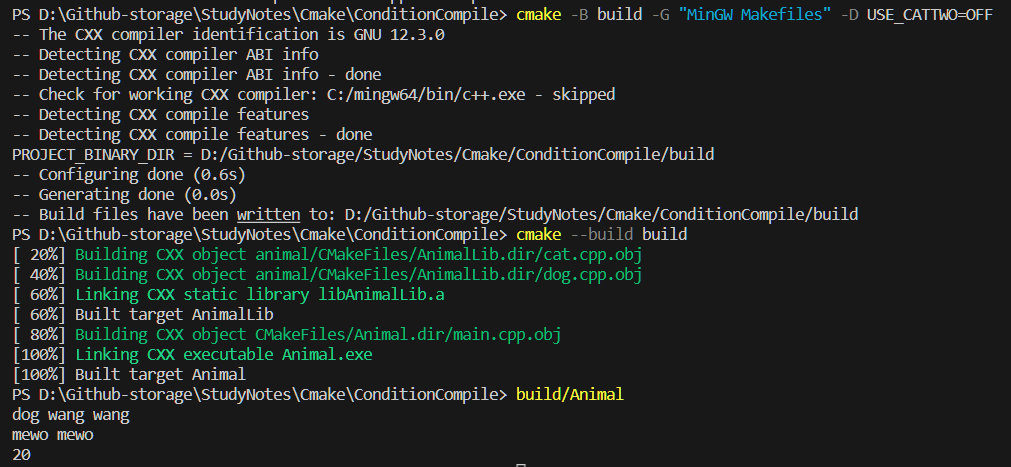 PS D:\Github-storage\StudyNotes\Cmake\ConditionCompile> cmake -B build -G "MinGW Makefiles" -D USE_CATTWO=OFF
-- The CXX compiler identification is GNU 12.3.0
-- Detecting CXX compiler ABI info
-- Detecting CXX compiler ABI info - done
-- Check for working CXX compiler: C:/mingw64/bin/c++.exe - skipped
-- Detecting CXX compile features
-- Detecting CXX compile features - done
PROJECT_BINARY_DIR = D:/Github-storage/StudyNotes/Cmake/ConditionCompile/build
-- Configuring done (0.6s)
-- Generating done (0.0s)
-- Build files have been written to: D:/Github-storage/StudyNotes/Cmake/ConditionCompile/build
PS D:\Github-storage\StudyNotes\Cmake\ConditionCompile> cmake --build build
[ 20%] Building CXX object animal/CMakeFiles/AnimalLib.dir/cat.cpp.obj
[ 40%] Building CXX object animal/CMakeFiles/AnimalLib.dir/dog.cpp.obj
[ 60%] Linking CXX static library libAnimalLib.a
[ 60%] Built target AnimalLib
[ 80%] Building CXX object CMakeFiles/Animal.dir/main.cpp.obj
[100%] Linking CXX executable Animal.exe
[100%] Built target Animal
PS D:\Github-storage\StudyNotes\Cmake\ConditionCompile> build/Animal
dog wang wang
mewo mewo
20